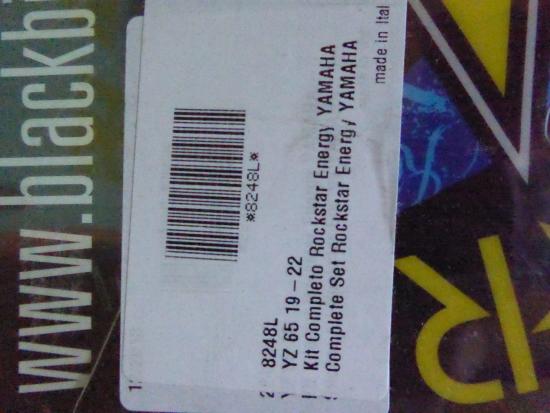 www.blackbi
*8248L*
8248L
YZ 65 19-22
Kit Completo Rockstar Energy YAMAHA
Complete Set Rockstar Energy YAMAHA
made in Ital
R